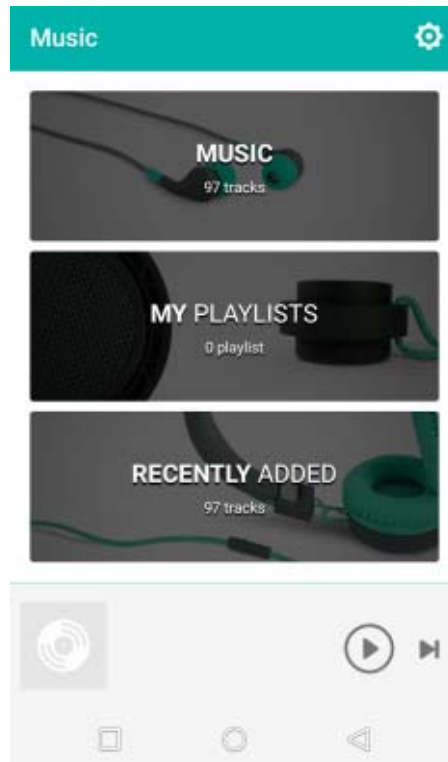 Music
MUSIC
97 tracks
MY PLAYLISTS
0 playlist
RECENTLY ADDED
97 tracks